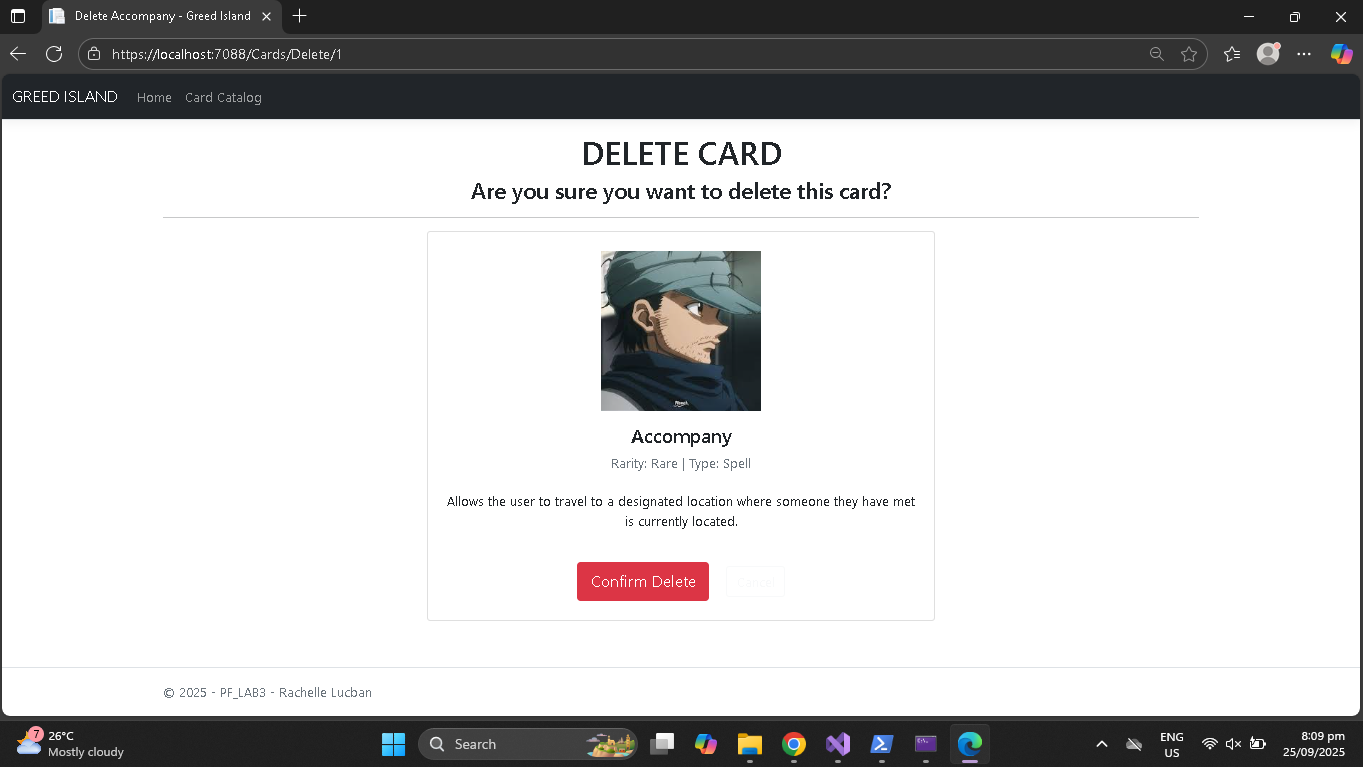 Delete Accompany - Greed Island
https://localhost:7088/Cards/Delete/1
GREED ISLAND Home Card Catalog
DELETE CARD
Are you sure you want to delete this card?
Accompany
Rarity: Rare | Type: Spell
Allows the user to travel to a designated location where someone they have met
is currently located.
Confirm Delete Cancel
© 2025 - PF_LAB3 - Rachelle Lucban
7
26°C
Mostly cloudy
Search
ENG
US
8:09 pm
25/09/2025